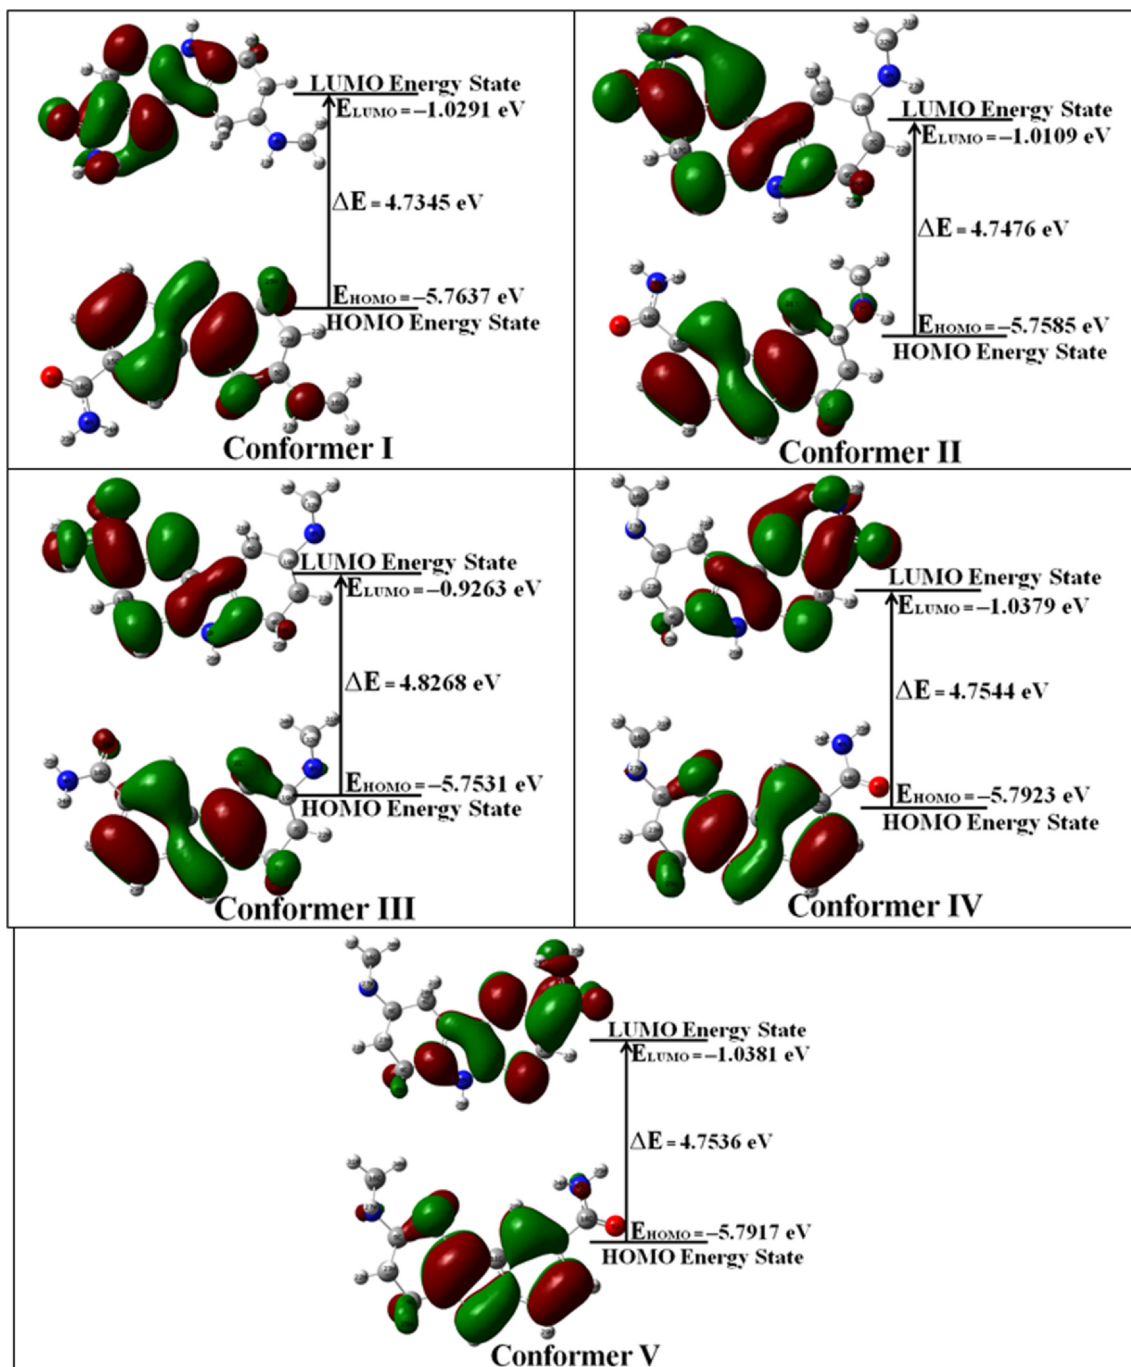 LUMO Energy State
ELUMO = −1.0291 eV
ΔE = 4.7345 eV
EHOMO = −5.7637 eV
HOMO Energy State
Conformer I
LUMO Energy State
ELUMO = −1.0109 eV
ΔE = 4.7476 eV
EHOMO = −5.7585 eV
HOMO Energy State
Conformer II
LUMO Energy State
ELUMO = −0.9263 eV
ΔE = 4.8268 eV
EHOMO = −5.7531 eV
HOMO Energy State
Conformer III
LUMO Energy State
ELUMO = −1.0379 eV
ΔE = 4.7544 eV
EHOMO = −5.7923 eV
HOMO Energy State
Conformer IV
LUMO Energy State
ELUMO = −1.0381 eV
ΔE = 4.7536 eV
EHOMO = −5.7917 eV
HOMO Energy State
Conformer V